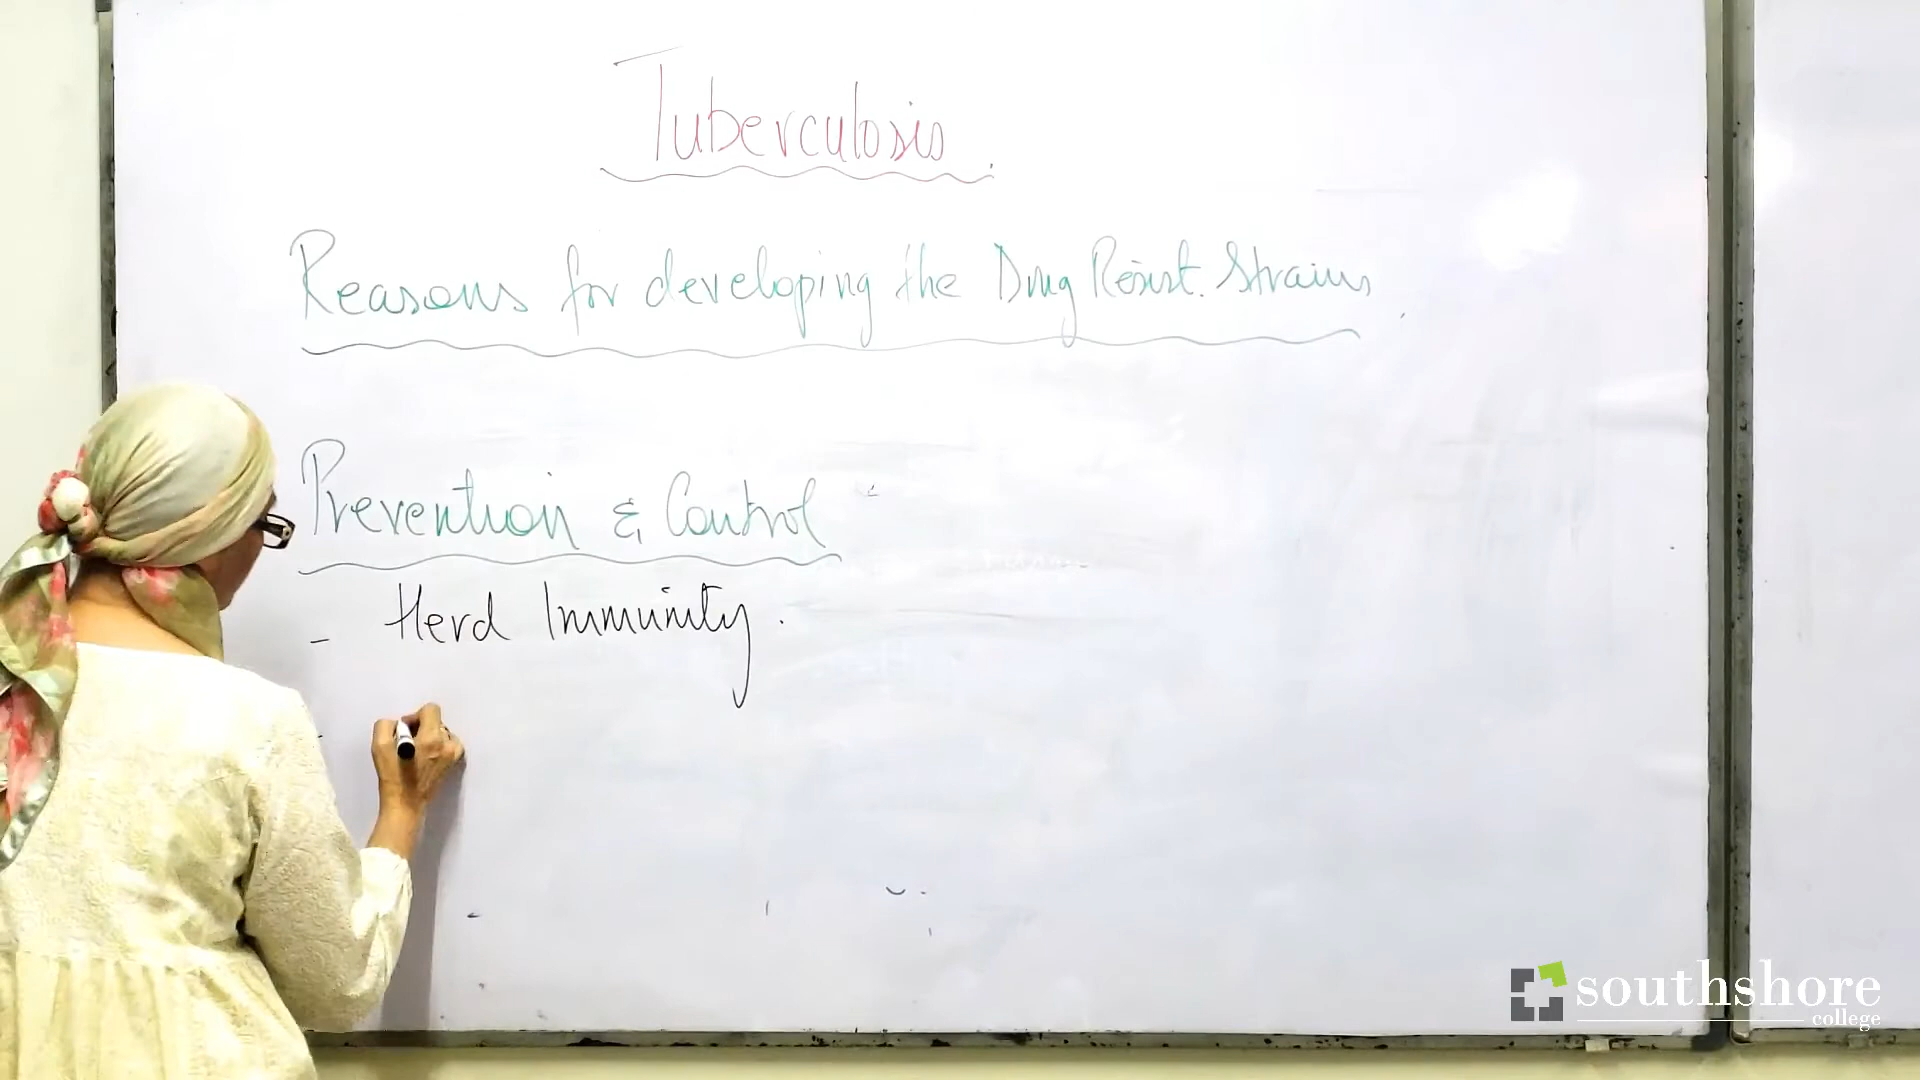 Tuberculosis.
Reasons for developing the Drug Resist. Strains
Prevention & Control
- Herd Immunity.
-
southshore
college